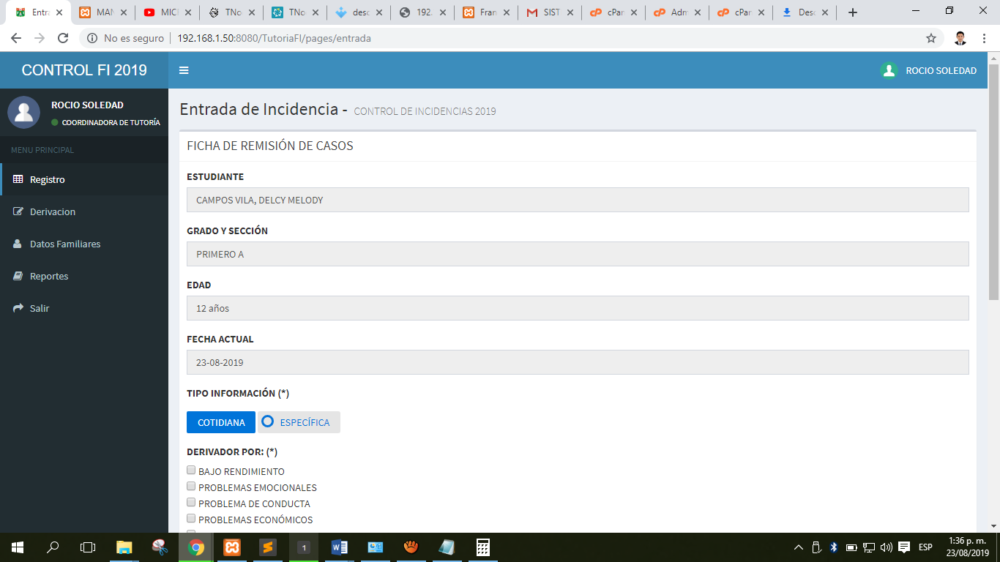 Entra
MAN
MIC
TNo
TNo
desc
192.
Fran
SIST
cPar
Adm
cPar
Desc
No es seguro
192.168.1.50:8080/TutoriaFI/pages/entrada
CONTROL FI 2019
ROCIO SOLEDAD
ROCIO SOLEDAD
COORDINADORA DE TUTORÍA
MENU PRINCIPAL
Registro
Derivacion
Datos Familiares
Reportes
Salir
Entrada de Incidencia - CONTROL DE INCIDENCIAS 2019
FICHA DE REMISIÓN DE CASOS
ESTUDIANTE
CAMPOS VILA, DELCY MELODY
GRADO Y SECCIÓN
PRIMERO A
EDAD
12 años
FECHA ACTUAL
23-08-2019
TIPO INFORMACIÓN (*)
COTIDIANA ESPECÍFICA
DERIVADOR POR: (*)
BAJO RENDIMIENTO
PROBLEMAS EMOCIONALES
PROBLEMA DE CONDUCTA
PROBLEMAS ECONÓMICOS
1
ESP
1:36 p. m.
23/08/2019